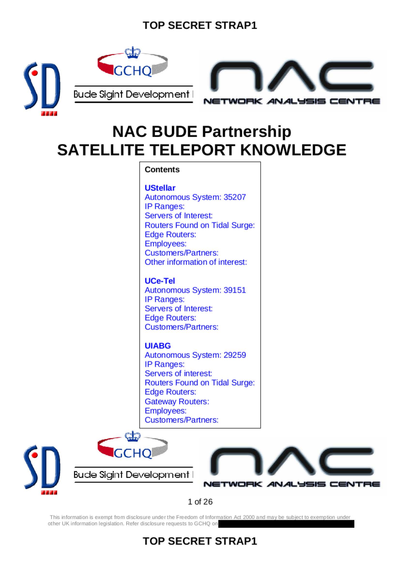 TOP SECRET STRAP1
SD
GCHQ
Bude Sigint Development
NAC
NETWORK ANALYSIS CENTRE
NAC BUDE Partnership
SATELLITE TELEPORT KNOWLEDGE
Contents
UStellar
Autonomous System: 35207
IP Ranges:
Servers of Interest:
Routers Found on Tidal Surge:
Edge Routers:
Employees:
Customers/Partners:
Other information of interest:
UCe-Tel
Autonomous System: 39151
IP Ranges:
Servers of Interest:
Edge Routers:
Customers/Partners:
UIABG
Autonomous System: 29259
IP Ranges:
Servers of interest:
Routers Found on Tidal Surge:
Edge Routers:
Gateway Routers:
Employees:
Customers/Partners:
SD
GCHQ
Bude Sigint Development
NAC
NETWORK ANALYSIS CENTRE
1 of 26
This information is exempt from disclosure under the Freedom of Information Act 2000 and may be subject to exemption under
other UK information legislation. Refer disclosure requests to GCHQ on
TOP SECRET STRAP1